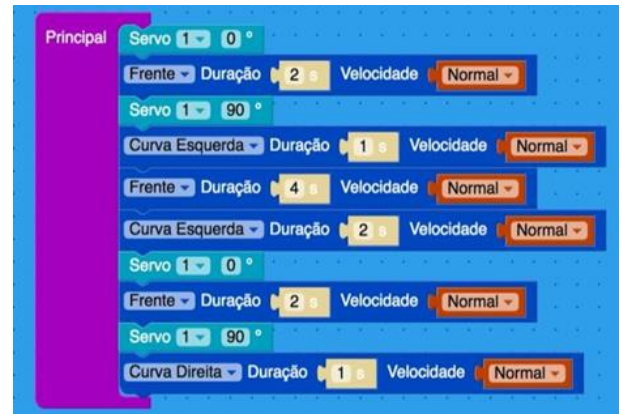 Principal Servo 1 0 °
Frente Duração 2 s Velocidade Normal
Servo 1 90 °
Curva Esquerda Duração 1 s Velocidade Normal
Frente Duração 4 s Velocidade Normal
Curva Esquerda Duração 2 s Velocidade Normal
Servo 1 0 °
Frente Duração 2 s Velocidade Normal
Servo 1 90 °
Curva Direita Duração 1 s Velocidade Normal